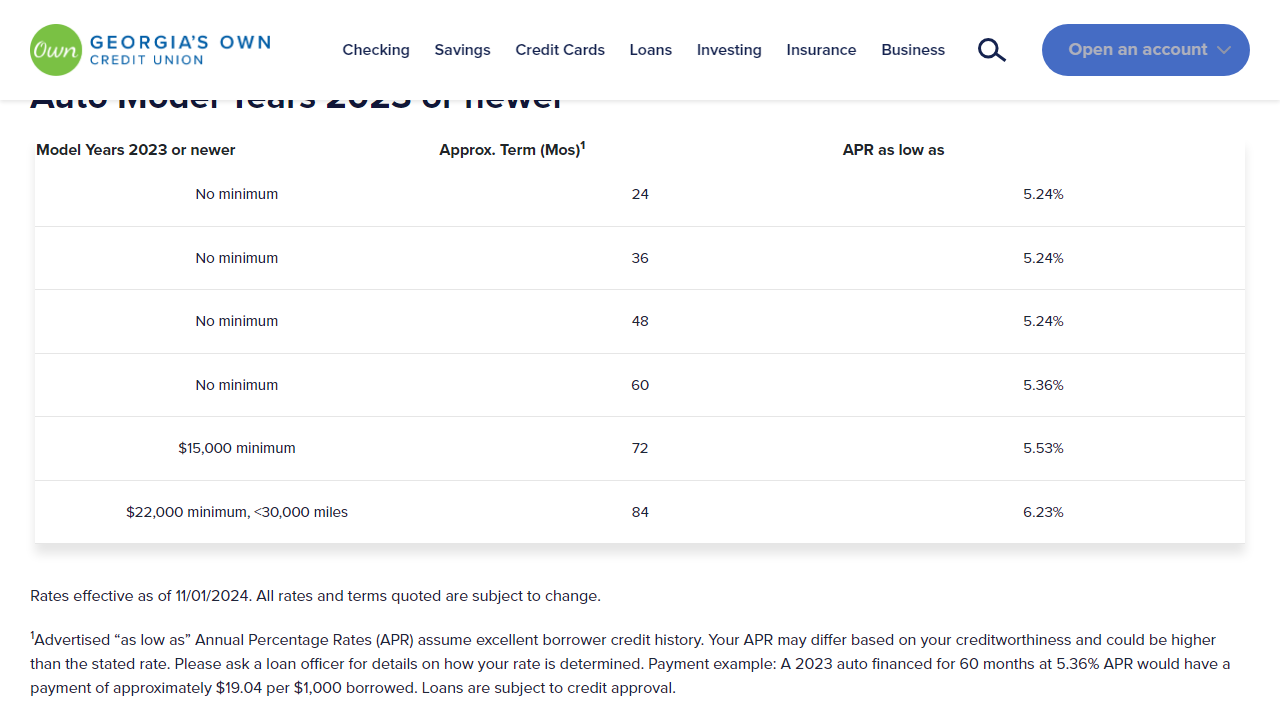 Own GEORGIA'S OWN
CREDIT UNION
Checking Savings Credit Cards Loans Investing Insurance Business
Open an account
Auto Model Years 2023 or newer
Model Years 2023 or newer Approx. Term (Mos)¹ APR as low as
No minimum 24 5.24%
No minimum 36 5.24%
No minimum 48 5.24%
No minimum 60 5.36%
$15,000 minimum 72 5.53%
$22,000 minimum, <30,000 miles 84 6.23%
Rates effective as of 11/01/2024. All rates and terms quoted are subject to change.
¹Advertised “as low as” Annual Percentage Rates (APR) assume excellent borrower credit history. Your APR may differ based on your creditworthiness and could be higher
than the stated rate. Please ask a loan officer for details on how your rate is determined. Payment example: A 2023 auto financed for 60 months at 5.36% APR would have a
payment of approximately $19.04 per $1,000 borrowed. Loans are subject to credit approval.